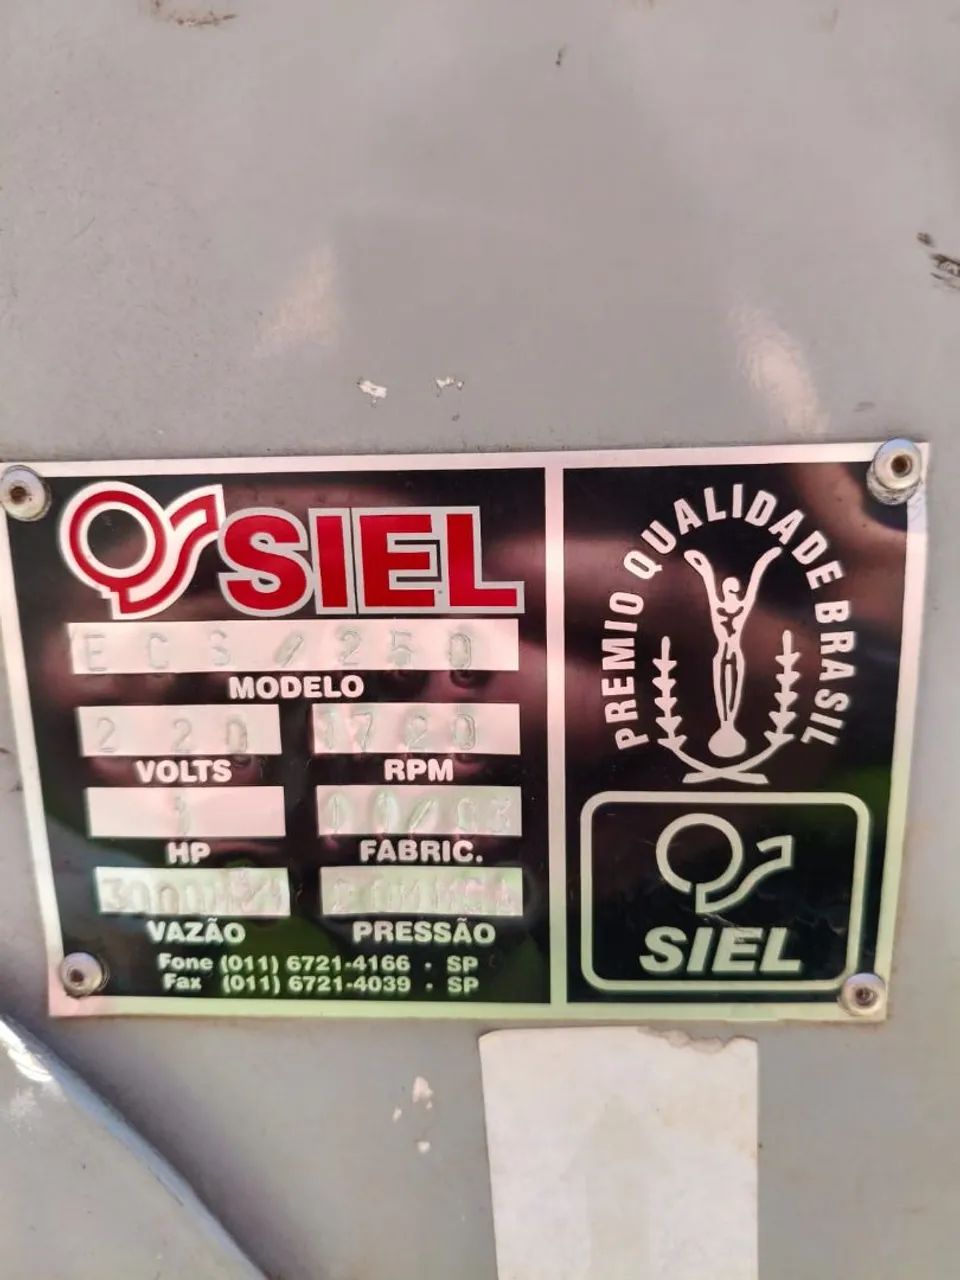 SIEL
ECS/250
MODELO
220 1720
VOLTS RPM
HP FABRIC.
VAZÃO PRESSÃO
Fone (011) 6721-4166 · SP
Fax (011) 6721-4039 · SP
PREMIO QUALIDADE BRASIL
SIEL